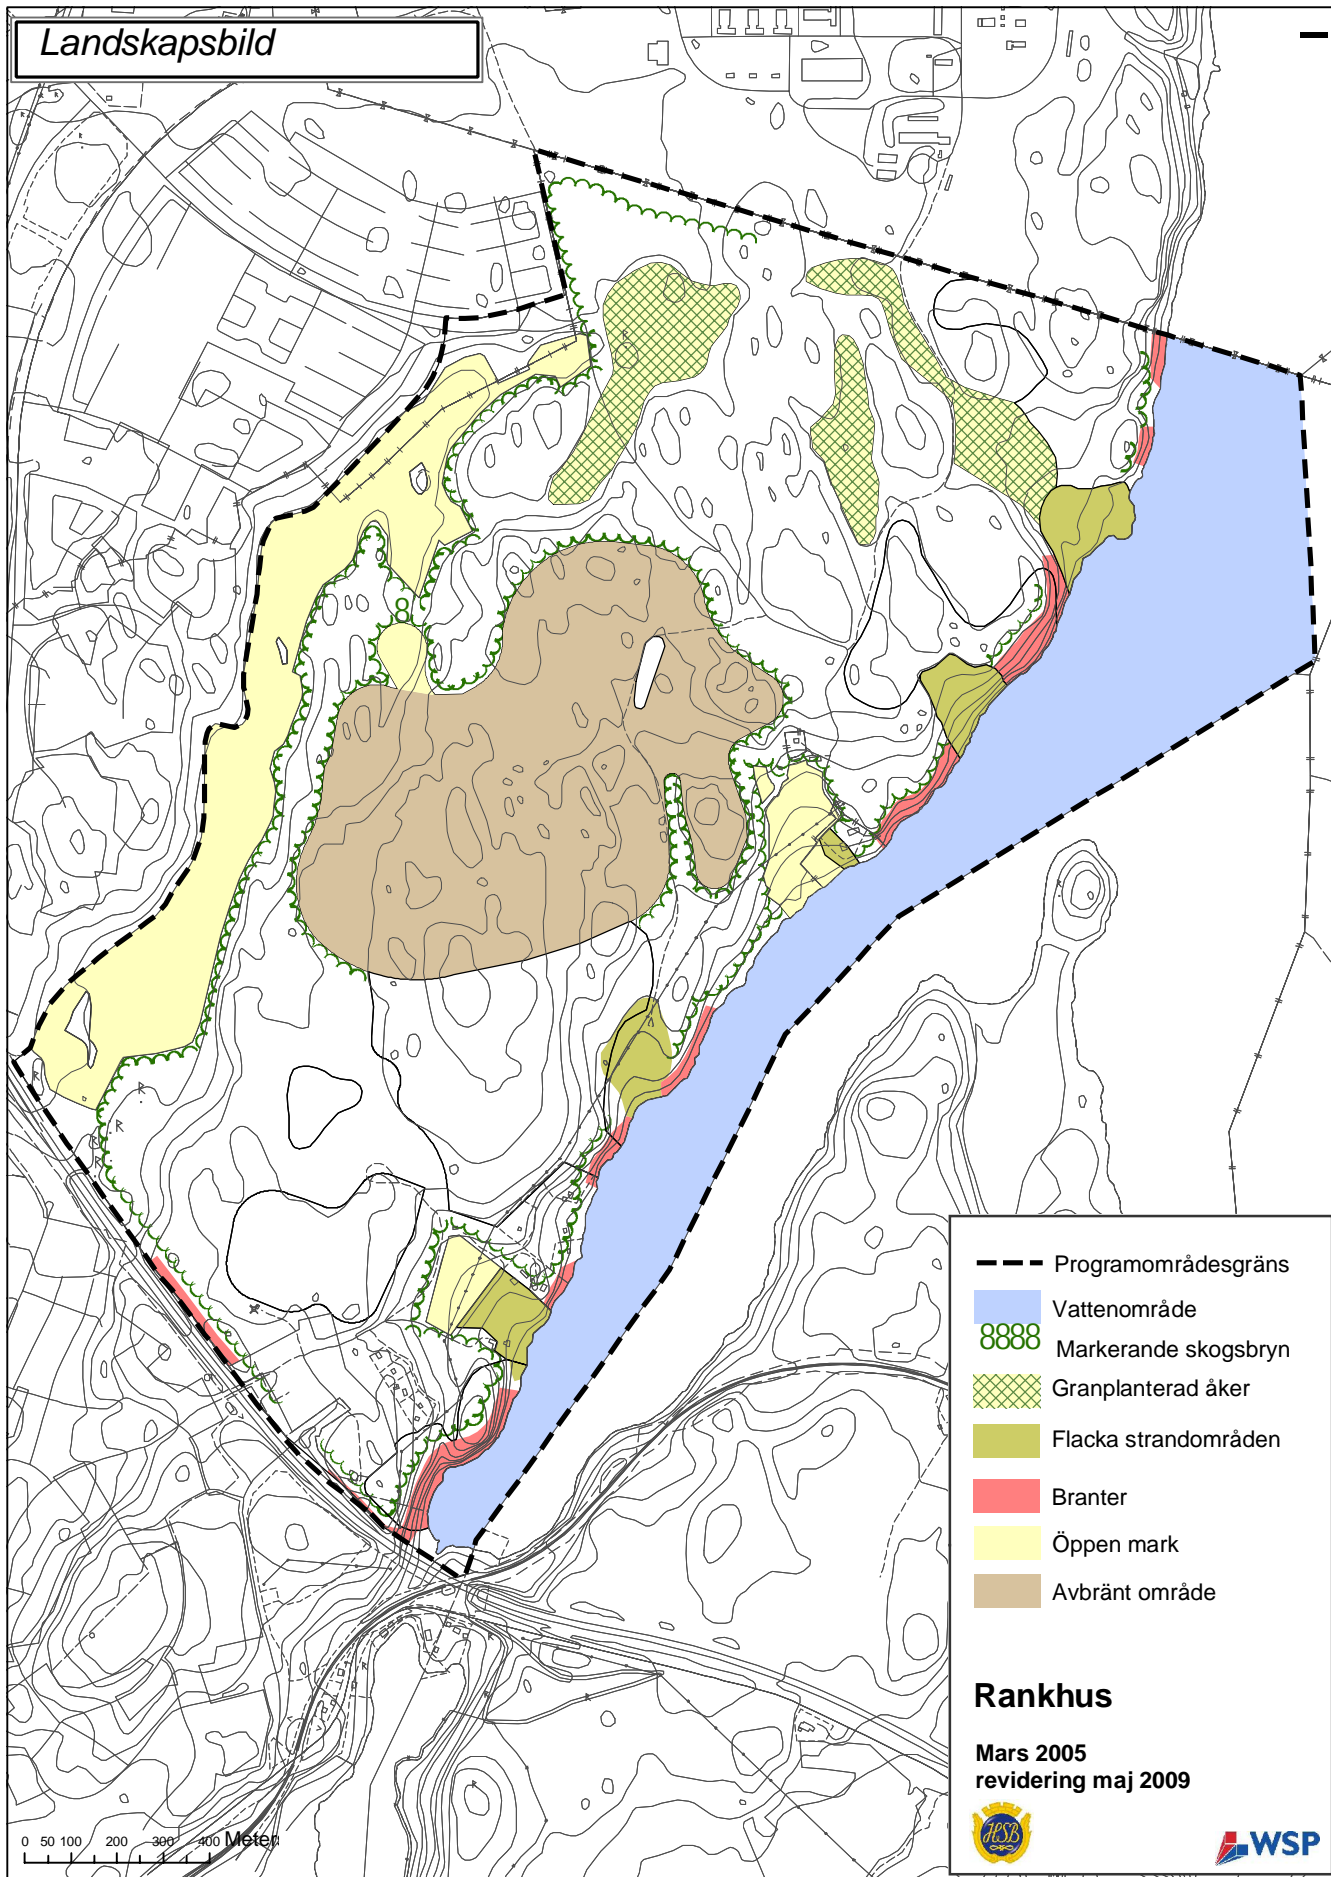 Landskapsbild
Programområdesgräns
Vattenområde
Markerande skogsbryn
Granplanterad åker
Flacka strandområden
Branter
Öppen mark
Avbränt område
Rankhus
Mars 2005
revidering maj 2009
HSB
WSP
0 50 100 200 300 400 Meter